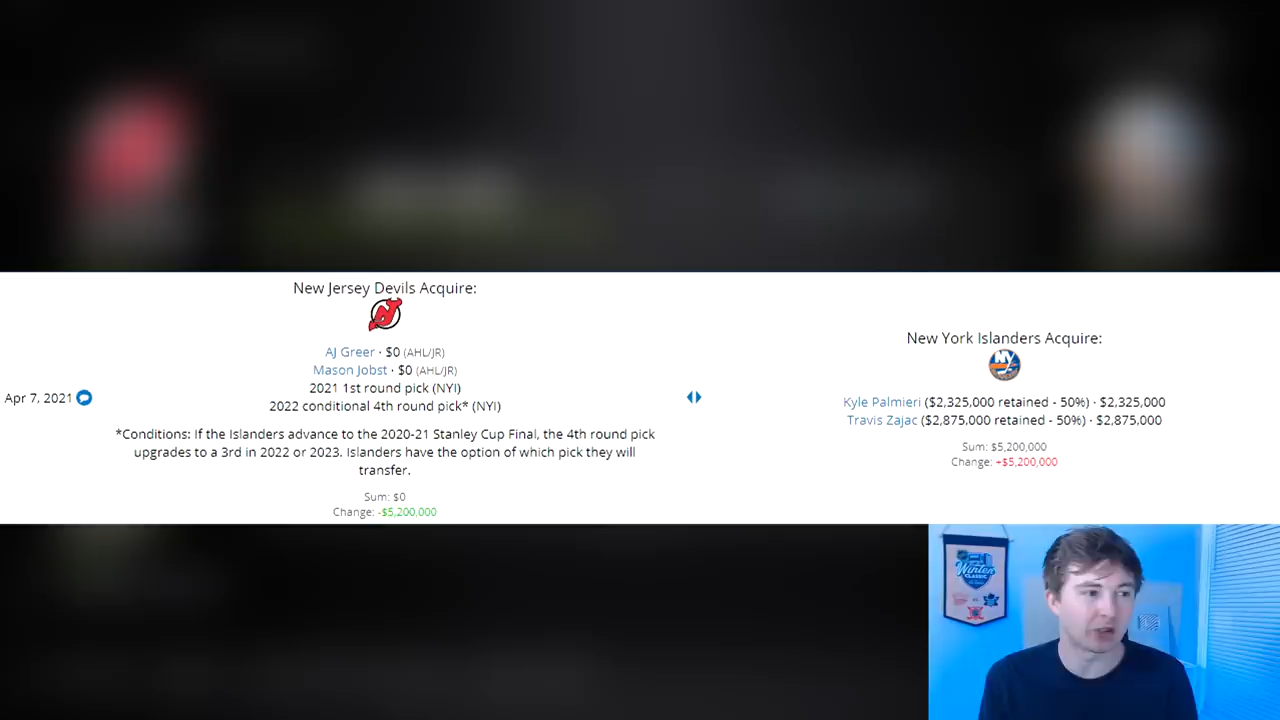 New Jersey Devils Acquire:
AJ Greer · $0 (AHL/JR)
Mason Jobst · $0 (AHL/JR)
2021 1st round pick (NYI)
2022 conditional 4th round pick* (NYI)
Apr 7, 2021
*Conditions: If the Islanders advance to the 2020-21 Stanley Cup Final, the 4th round pick
upgrades to a 3rd in 2022 or 2023. Islanders have the option of which pick they will
transfer.
Sum: $0
Change: -$5,200,000
New York Islanders Acquire:
NY
Kyle Palmieri ($2,325,000 retained - 50%) · $2,325,000
Travis Zajac ($2,875,000 retained - 50%) · $2,875,000
Sum: $5,200,000
Change: +$5,200,000
Winter
CLASSIC